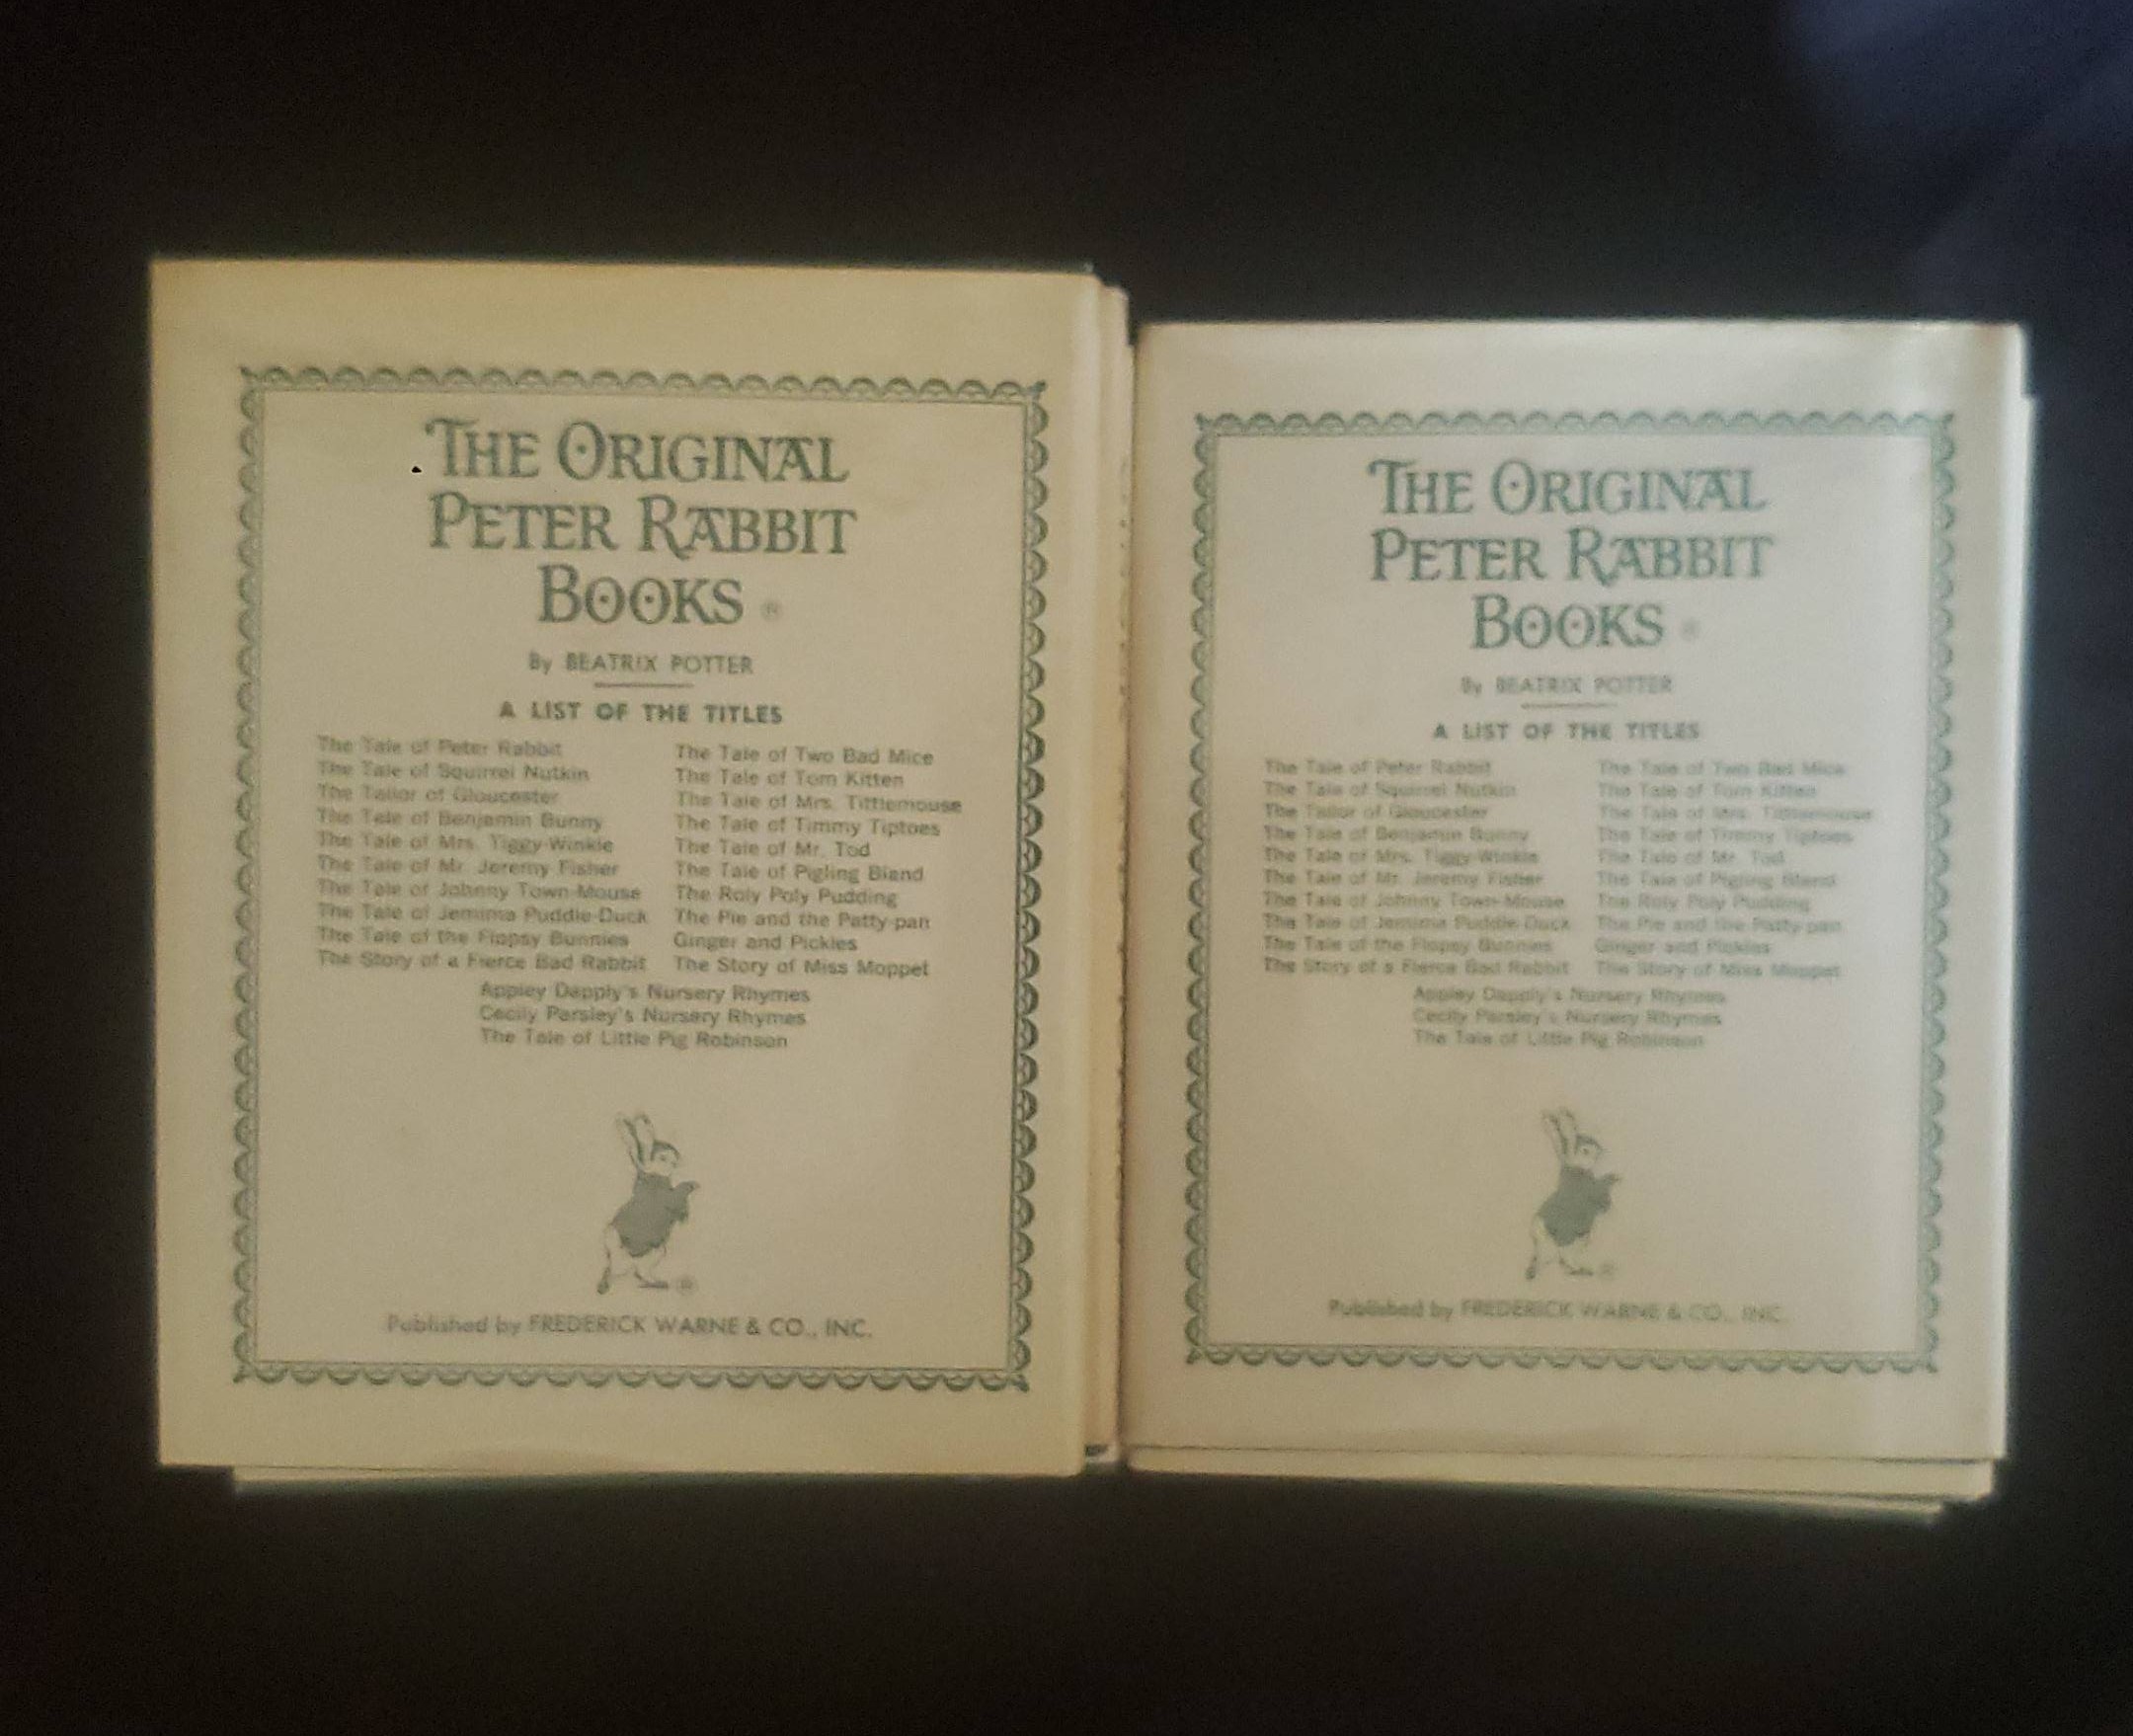 THE ORIGINAL
PETER RABBIT
BOOKS ®
By BEATRIX POTTER
A LIST OF THE TITLES
The Tale of Peter Rabbit
The Tale of Squirrel Nutkin
The Tailor of Gloucester
The Tale of Benjamin Bunny
The Tale of Mrs. Tiggy-Winkle
The Tale of Mr. Jeremy Fisher
The Tale of Johnny Town-Mouse
The Tale of Jemima Puddle-Duck
The Tale of the Flopsy Bunnies
The Story of a Fierce Bad Rabbit
The Tale of Two Bad Mice
The Tale of Tom Kitten
The Tale of Mrs. Tittlemouse
The Tale of Timmy Tiptoes
The Tale of Mr. Tod
The Tale of Pigling Bland
The Roly Poly Pudding
The Pie and the Patty-pan
Ginger and Pickles
The Story of Miss Moppet
Appley Dapply's Nursery Rhymes
Cecily Parsley's Nursery Rhymes
The Tale of Little Pig Robinson
Published by FREDERICK WARNE & CO., INC.
THE ORIGINAL
PETER RABBIT
BOOKS
By BEATRIX POTTER
A LIST OF THE TITLES
The Tale of Peter Rabbit
The Tale of Squirrel Nutkin
The Tailor of Gloucester
The Tale of Benjamin Bunny
The Tale of Mrs. Tiggy-Winkle
The Tale of Mr. Jeremy Fisher
The Tale of Johnny Town-Mouse
The Tale of Jemima Puddle-Duck
The Tale of the Flopsy Bunnies
The Story of a Fierce Bad Rabbit
The Tale of Two Bad Mice
The Tale of Tom Kitten
The Tale of Mrs. Tittlemouse
The Tale of Timmy Tiptoes
The Tale of Mr. Tod
The Tale of Pigling Bland
The Roly Poly Pudding
The Pie and the Patty-pan
Ginger and Pickles
The Story of Miss Moppet
Appley Dapply's Nursery Rhymes
Cecily Parsley's Nursery Rhymes
The Tale of Little Pig Robinson
Published by FREDERICK WARNE & CO., INC.